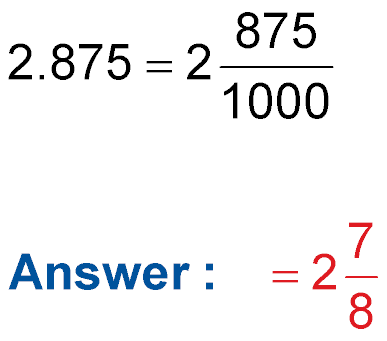 2.875 = 2 875/1000
Answer : = 2 7/8